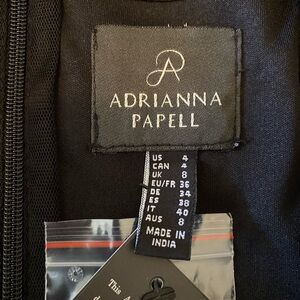 ADRIANNA
PAPELL
US 4
CAN 4
UK 8
EU/FR 36
DE 34
ES 38
IT 40
AUS 8
MADE IN
INDIA
This